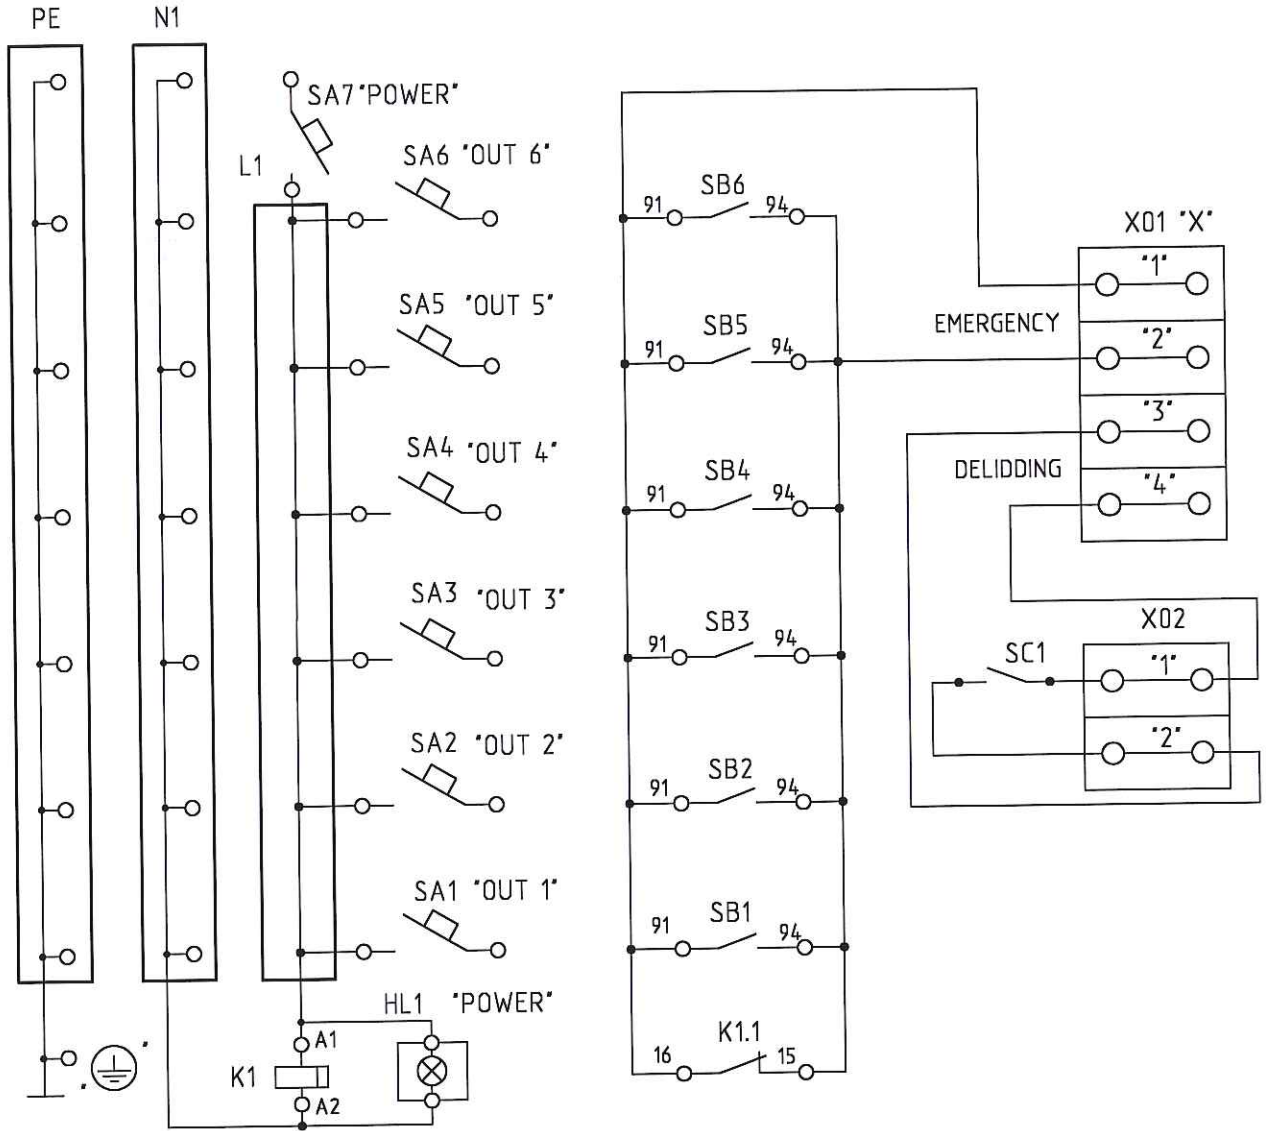 PE
N1
SA7"POWER"
L1
SA6 "OUT 6"
SA5 "OUT 5"
SA4 "OUT 4"
SA3 "OUT 3"
SA2 "OUT 2"
SA1 "OUT 1"
HL1 "POWER"
A1
K1
A2
SB6
91 94
SB5
91 94
SB4
91 94
SB3
91 94
SB2
91 94
SB1
91 94
K1.1
16 15
X01 "X"
"1"
EMERGENCY
"2"
"3"
DELIDDING
"4"
X02
SC1
"1"
"2"